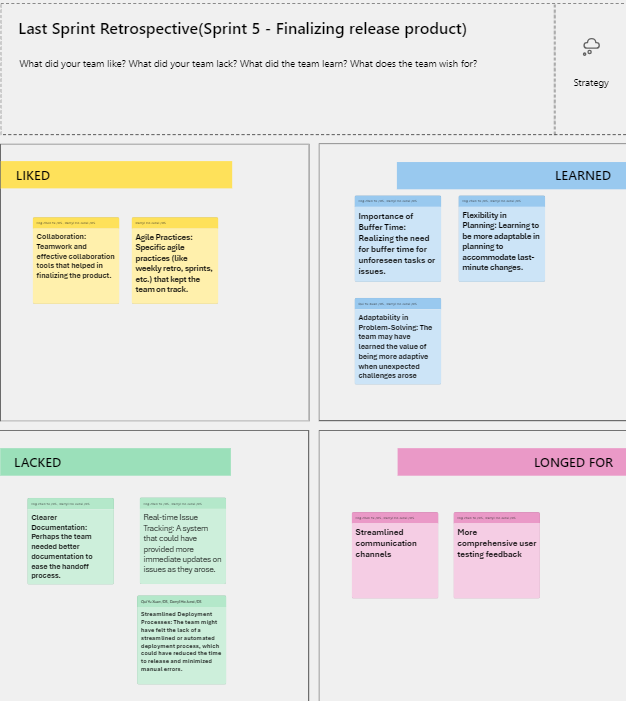 Last Sprint Retrospective(Sprint 5 - Finalizing release product)
What did your team like? What did your team lack? What did the team learn? What does the team wish for?
Strategy
LIKED
Collaboration:
Teamwork and
effective collaboration
tools that helped in
finalizing the product.
Agile Practices:
Specific agile
practices (like
weekly retro, sprints,
etc.) that kept the
team on track.
LEARNED
Importance of
Buffer Time:
Realizing the need
for buffer time for
unforeseen tasks or
issues.
Flexibility in
Planning: Learning to
be more adaptable in
planning to
accommodate last-
minute changes.
Adaptability in
Problem-Solving: The
team may have
learned the value of
being more adaptive
when unexpected
challenges arose
LACKED
Clearer
Documentation:
Perhaps the team
needed better
documentation to
ease the handoff
process.
Real-time Issue
Tracking: A system
that could have
provided more
immediate updates on
issues as they arose.
Streamlined Deployment
Processes: The team might
have felt the lack of a
streamlined or automated
deployment process, which
could have reduced the time
to release and minimized
manual errors.
LONGED FOR
Streamlined
communication
channels
More
comprehensive user
testing feedback